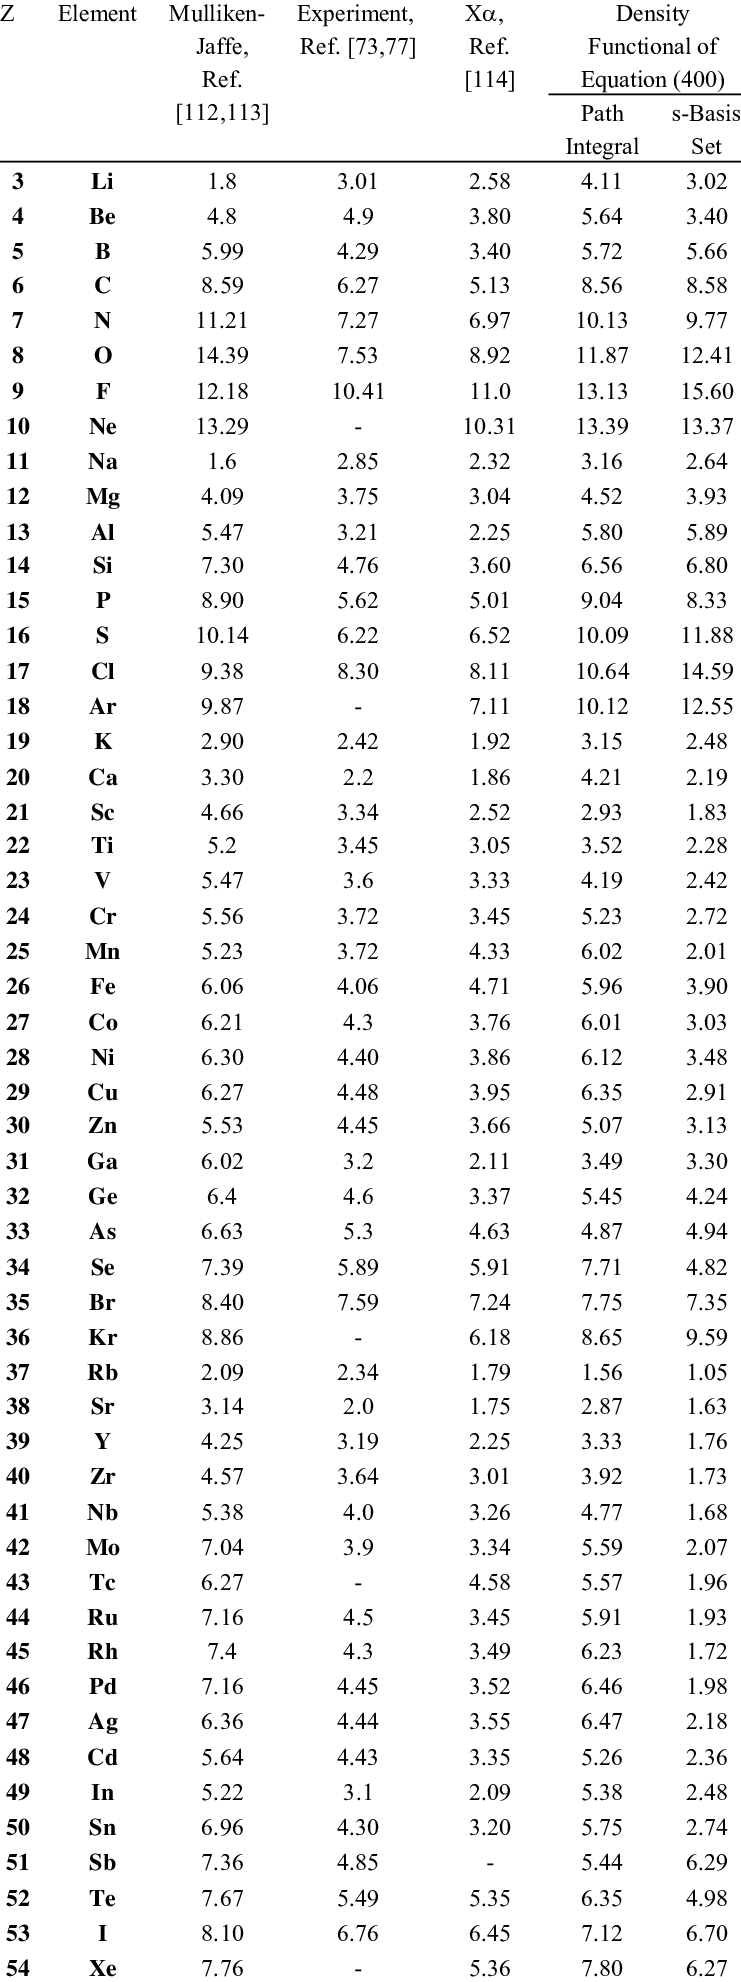 Z Element Mulliken- Experiment, Xα, Density
Jaffe, Ref. [73,77] Ref. Functional of
Ref. [114] Equation (400)
[112,113] Path s-Basis
Integral Set
3 Li 1.8 3.01 2.58 4.11 3.02
4 Be 4.8 4.9 3.80 5.64 3.40
5 B 5.99 4.29 3.40 5.72 5.66
6 C 8.59 6.27 5.13 8.56 8.58
7 N 11.21 7.27 6.97 10.13 9.77
8 O 14.39 7.53 8.92 11.87 12.41
9 F 12.18 10.41 11.0 13.13 15.60
10 Ne 13.29 - 10.31 13.39 13.37
11 Na 1.6 2.85 2.32 3.16 2.64
12 Mg 4.09 3.75 3.04 4.52 3.93
13 Al 5.47 3.21 2.25 5.80 5.89
14 Si 7.30 4.76 3.60 6.56 6.80
15 P 8.90 5.62 5.01 9.04 8.33
16 S 10.14 6.22 6.52 10.09 11.88
17 Cl 9.38 8.30 8.11 10.64 14.59
18 Ar 9.87 - 7.11 10.12 12.55
19 K 2.90 2.42 1.92 3.15 2.48
20 Ca 3.30 2.2 1.86 4.21 2.19
21 Sc 4.66 3.34 2.52 2.93 1.83
22 Ti 5.2 3.45 3.05 3.52 2.28
23 V 5.47 3.6 3.33 4.19 2.42
24 Cr 5.56 3.72 3.45 5.23 2.72
25 Mn 5.23 3.72 4.33 6.02 2.01
26 Fe 6.06 4.06 4.71 5.96 3.90
27 Co 6.21 4.3 3.76 6.01 3.03
28 Ni 6.30 4.40 3.86 6.12 3.48
29 Cu 6.27 4.48 3.95 6.35 2.91
30 Zn 5.53 4.45 3.66 5.07 3.13
31 Ga 6.02 3.2 2.11 3.49 3.30
32 Ge 6.4 4.6 3.37 5.45 4.24
33 As 6.63 5.3 4.63 4.87 4.94
34 Se 7.39 5.89 5.91 7.71 4.82
35 Br 8.40 7.59 7.24 7.75 7.35
36 Kr 8.86 - 6.18 8.65 9.59
37 Rb 2.09 2.34 1.79 1.56 1.05
38 Sr 3.14 2.0 1.75 2.87 1.63
39 Y 4.25 3.19 2.25 3.33 1.76
40 Zr 4.57 3.64 3.01 3.92 1.73
41 Nb 5.38 4.0 3.26 4.77 1.68
42 Mo 7.04 3.9 3.34 5.59 2.07
43 Tc 6.27 - 4.58 5.57 1.96
44 Ru 7.16 4.5 3.45 5.91 1.93
45 Rh 7.4 4.3 3.49 6.23 1.72
46 Pd 7.16 4.45 3.52 6.46 1.98
47 Ag 6.36 4.44 3.55 6.47 2.18
48 Cd 5.64 4.43 3.35 5.26 2.36
49 In 5.22 3.1 2.09 5.38 2.48
50 Sn 6.96 4.30 3.20 5.75 2.74
51 Sb 7.36 4.85 - 5.44 6.29
52 Te 7.67 5.49 5.35 6.35 4.98
53 I 8.10 6.76 6.45 7.12 6.70
54 Xe 7.76 - 5.36 7.80 6.27